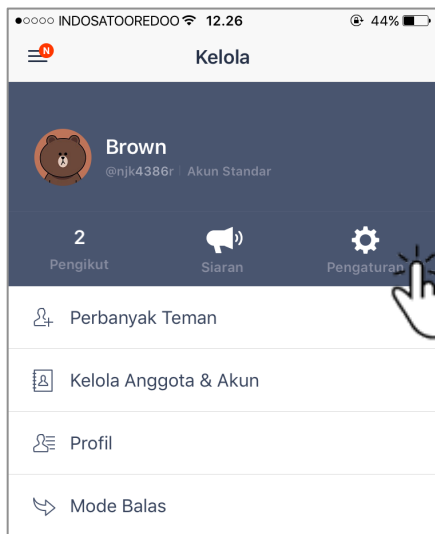 INDOSATOOREDOO 12.26 44%
N
Kelola
Brown
@njk4386r | Akun Standar
2
Pengikut Siaran Pengaturan
Perbanyak Teman
Kelola Anggota & Akun
Profil
Mode Balas